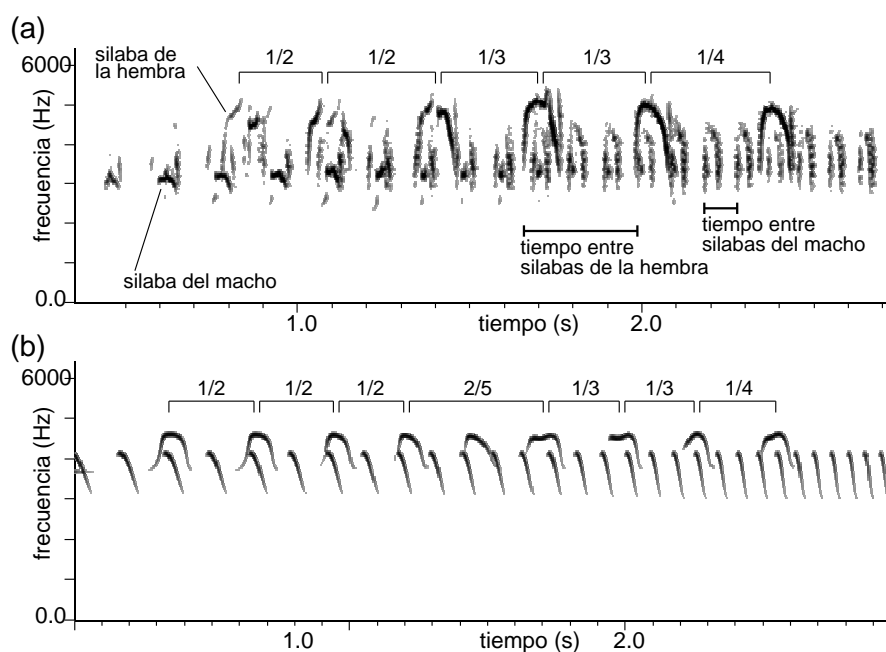 (a)
6000
frecuencia (Hz)
0.0
silaba de
la hembra
1/2
1/2
1/3
1/3
1/4
silaba del macho
tiempo entre
silabas de la hembra
tiempo entre
silabas del macho
1.0
tiempo (s)
2.0
(b)
6000
frecuencia (Hz)
0.0
1/2
1/2
1/2
2/5
1/3
1/3
1/4
1.0
tiempo (s)
2.0